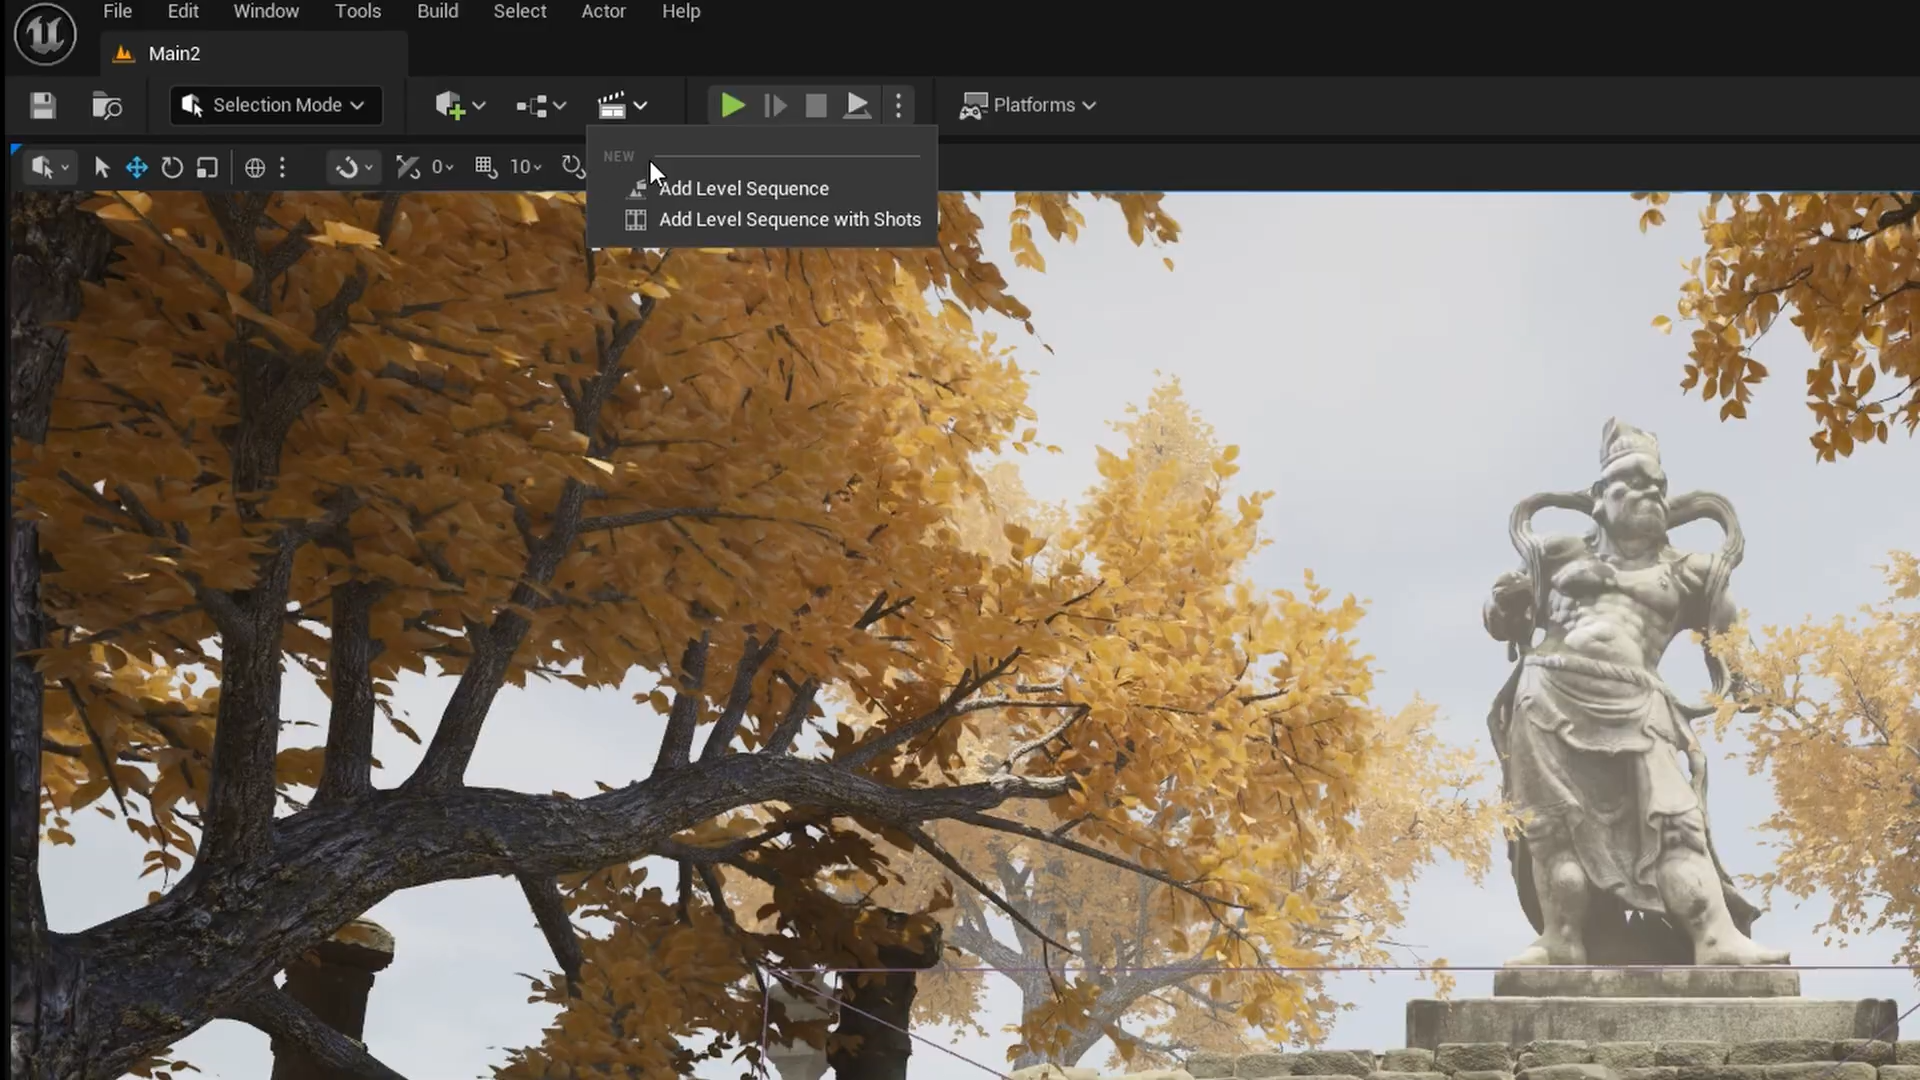 File Edit Window Tools Build Select Actor Help
Main2
Selection Mode
Platforms
0
10
NEW
Add Level Sequence
Add Level Sequence with Shots